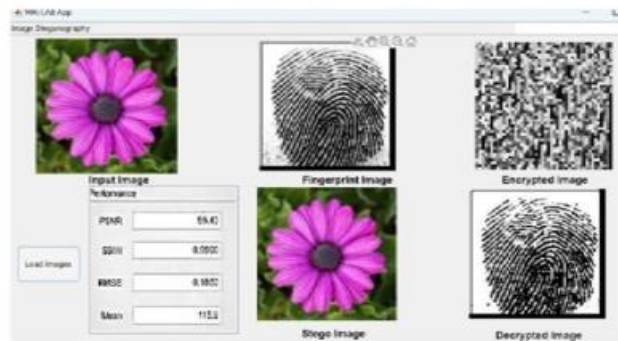 MATLAB App
Image Steganography
Input Image
Fingerprint Image
Encrypted Image
Performance
PSNR
SSIM
RMSE
Mean
Load Images
Stego Image
Decrypted Image